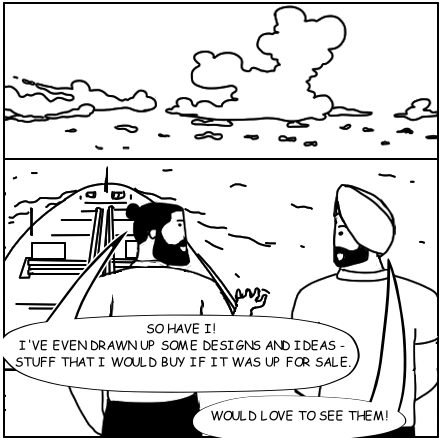 SO HAVE I!
I'VE EVEN DRAWN UP SOME DESIGNS AND IDEAS -
STUFF THAT I WOULD BUY IF IT WAS UP FOR SALE.
WOULD LOVE TO SEE THEM!